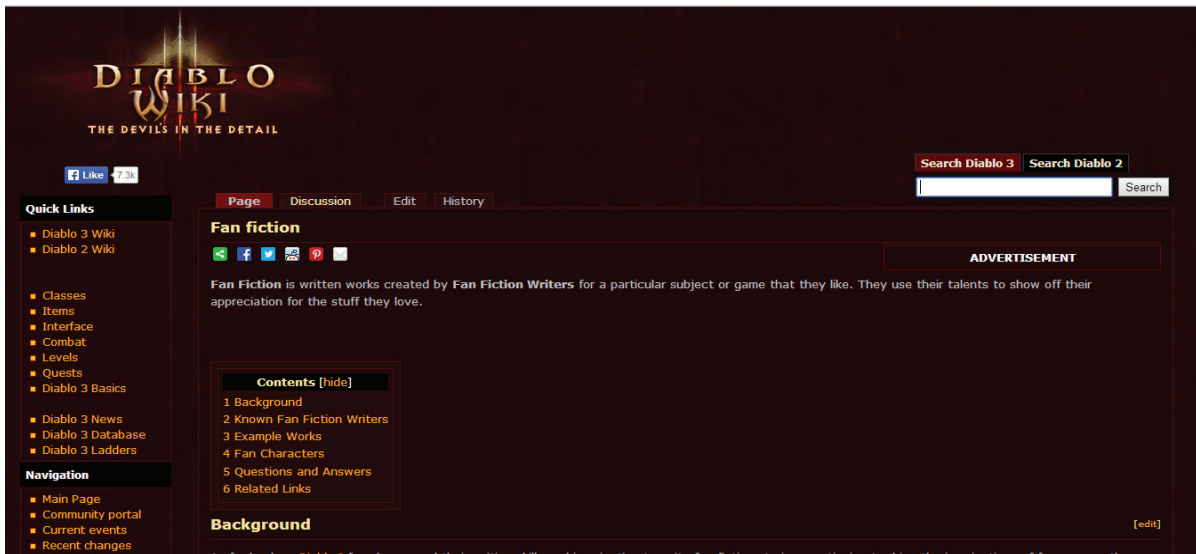 DIABLO
WIKI
THE DEVIL'S IN THE DETAIL
Like 7.3k
Search Diablo 3 Search Diablo 2
Search
Quick Links
Diablo 3 Wiki
Diablo 2 Wiki
Classes
Items
Interface
Combat
Levels
Quests
Diablo 3 Basics
Diablo 3 News
Diablo 3 Database
Diablo 3 Ladders
Navigation
Main Page
Community portal
Current events
Recent changes
Page Discussion Edit History
Fan fiction
ADVERTISEMENT
Fan Fiction is written works created by Fan Fiction Writers for a particular subject or game that they like. They use their talents to show off their
appreciation for the stuff they love.
Contents [hide]
1 Background
2 Known Fan Fiction Writers
3 Example Works
4 Fan Characters
5 Questions and Answers
6 Related Links
Background [edit]